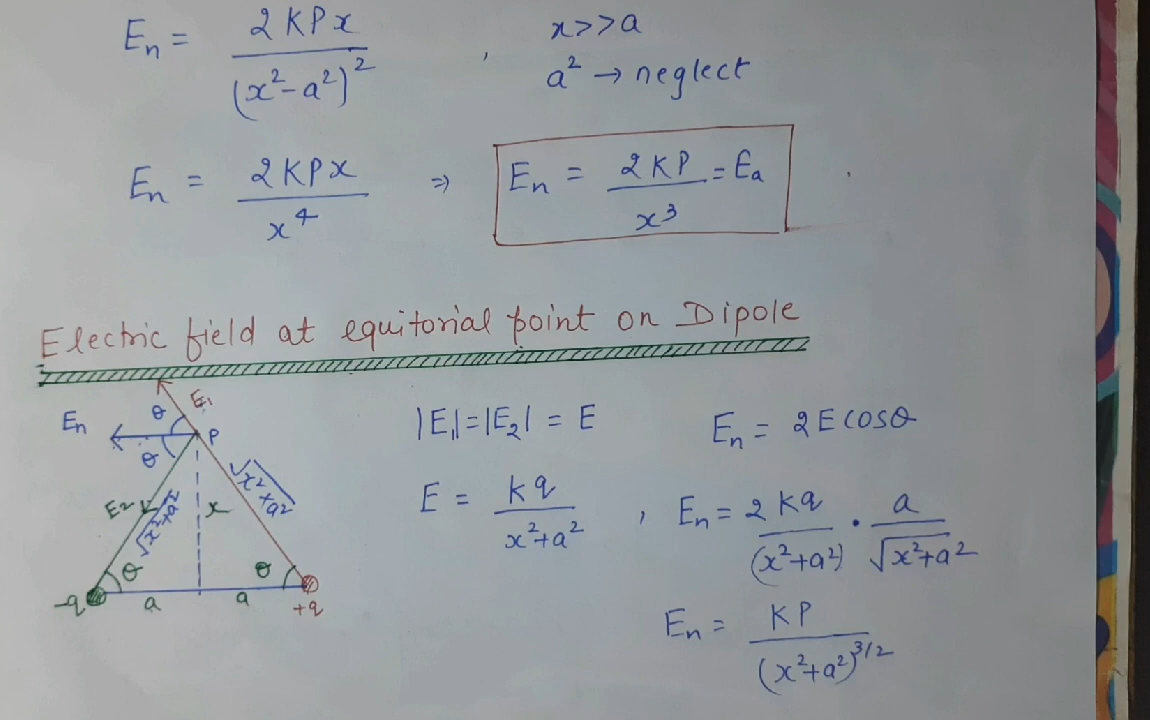 En = 2KPx / (x²-a²)² , x>>a
a² → neglect
En = 2KPx / x⁴ ⇒ En = 2KP / x³ = Ea
Electric field at equitorial point on Dipole
En θ E₁
θ P
E₂ √x²+a² x √x²+a²
θ θ
-q a a +q
|E₁|=|E₂| = E En = 2E cosθ
E = kq / x²+a² , En = 2 Kq / (x²+a²) . a / √x²+a²
En = KP / (x²+a²)^3/2